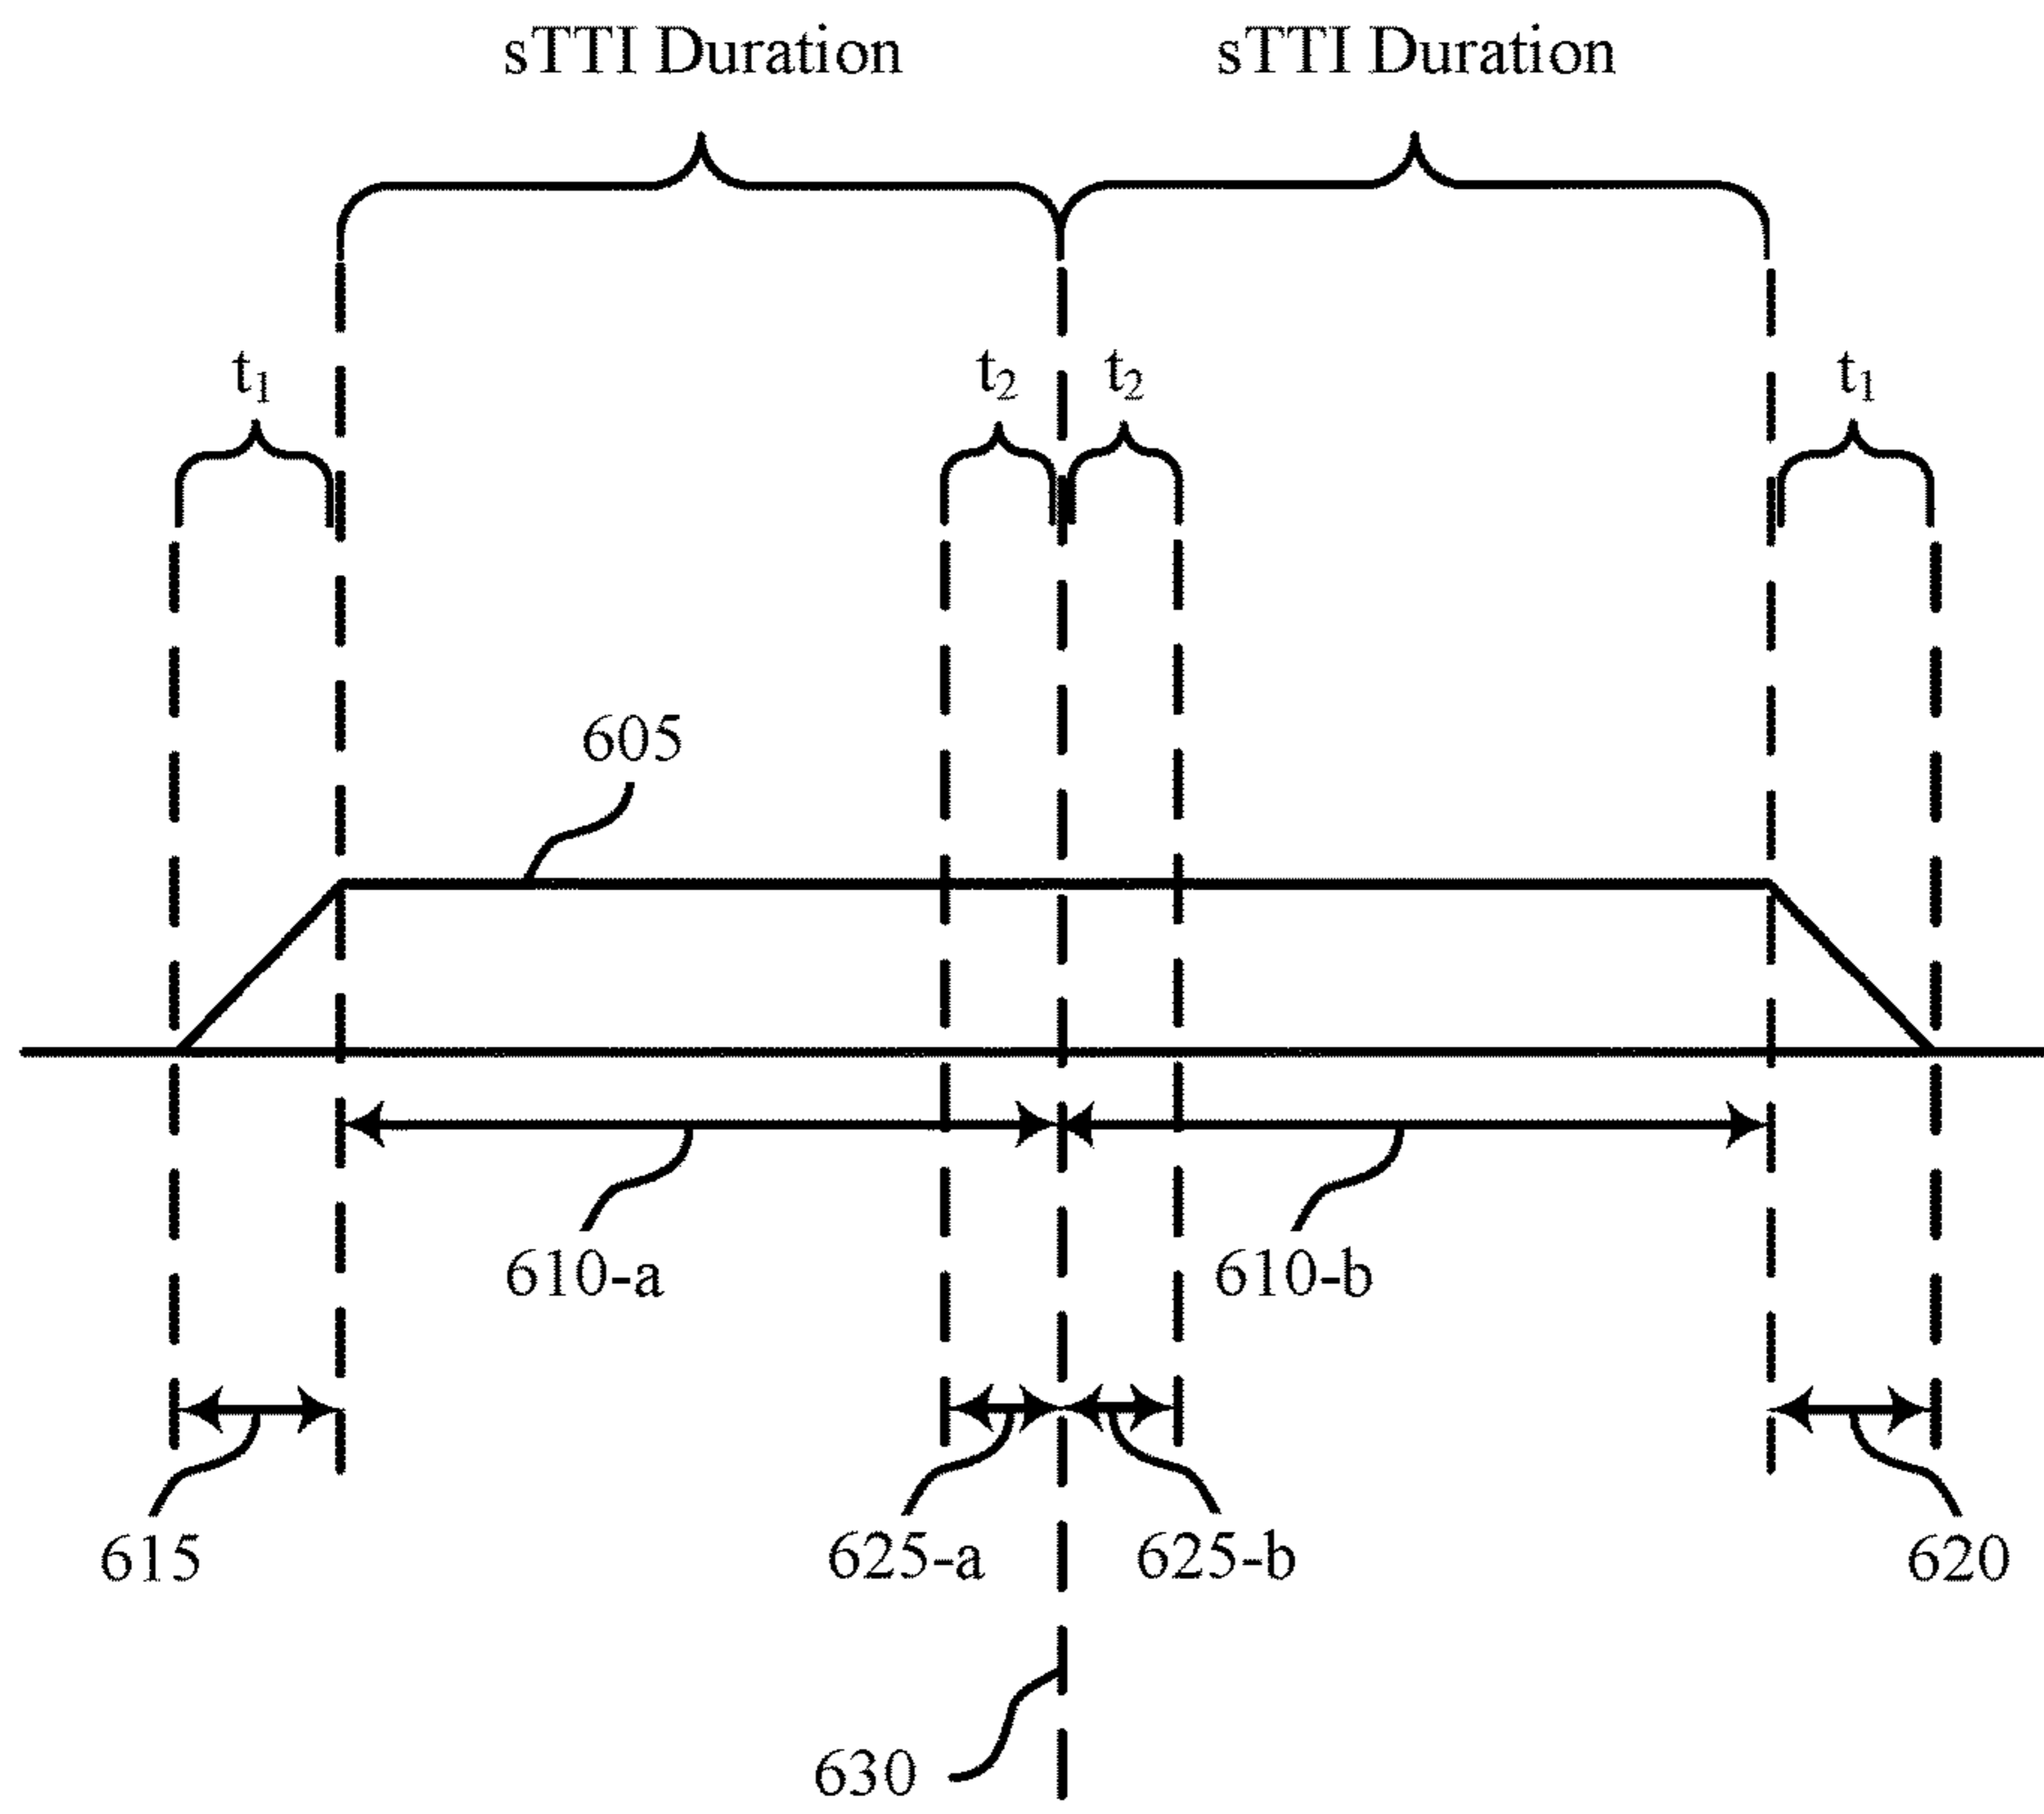 sTTI Duration sTTI Duration
t₁ t₂ t₂ t₁
605
610-a 610-b
615 625-a 625-b 620
630